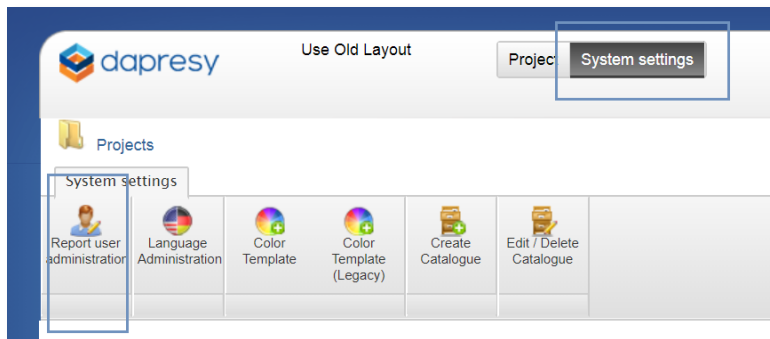 dapresy
Use Old Layout
Project System settings
Projects
System settings
Report user
administration
Language
Administration
Color
Template
Color
Template
(Legacy)
Create
Catalogue
Edit / Delete
Catalogue